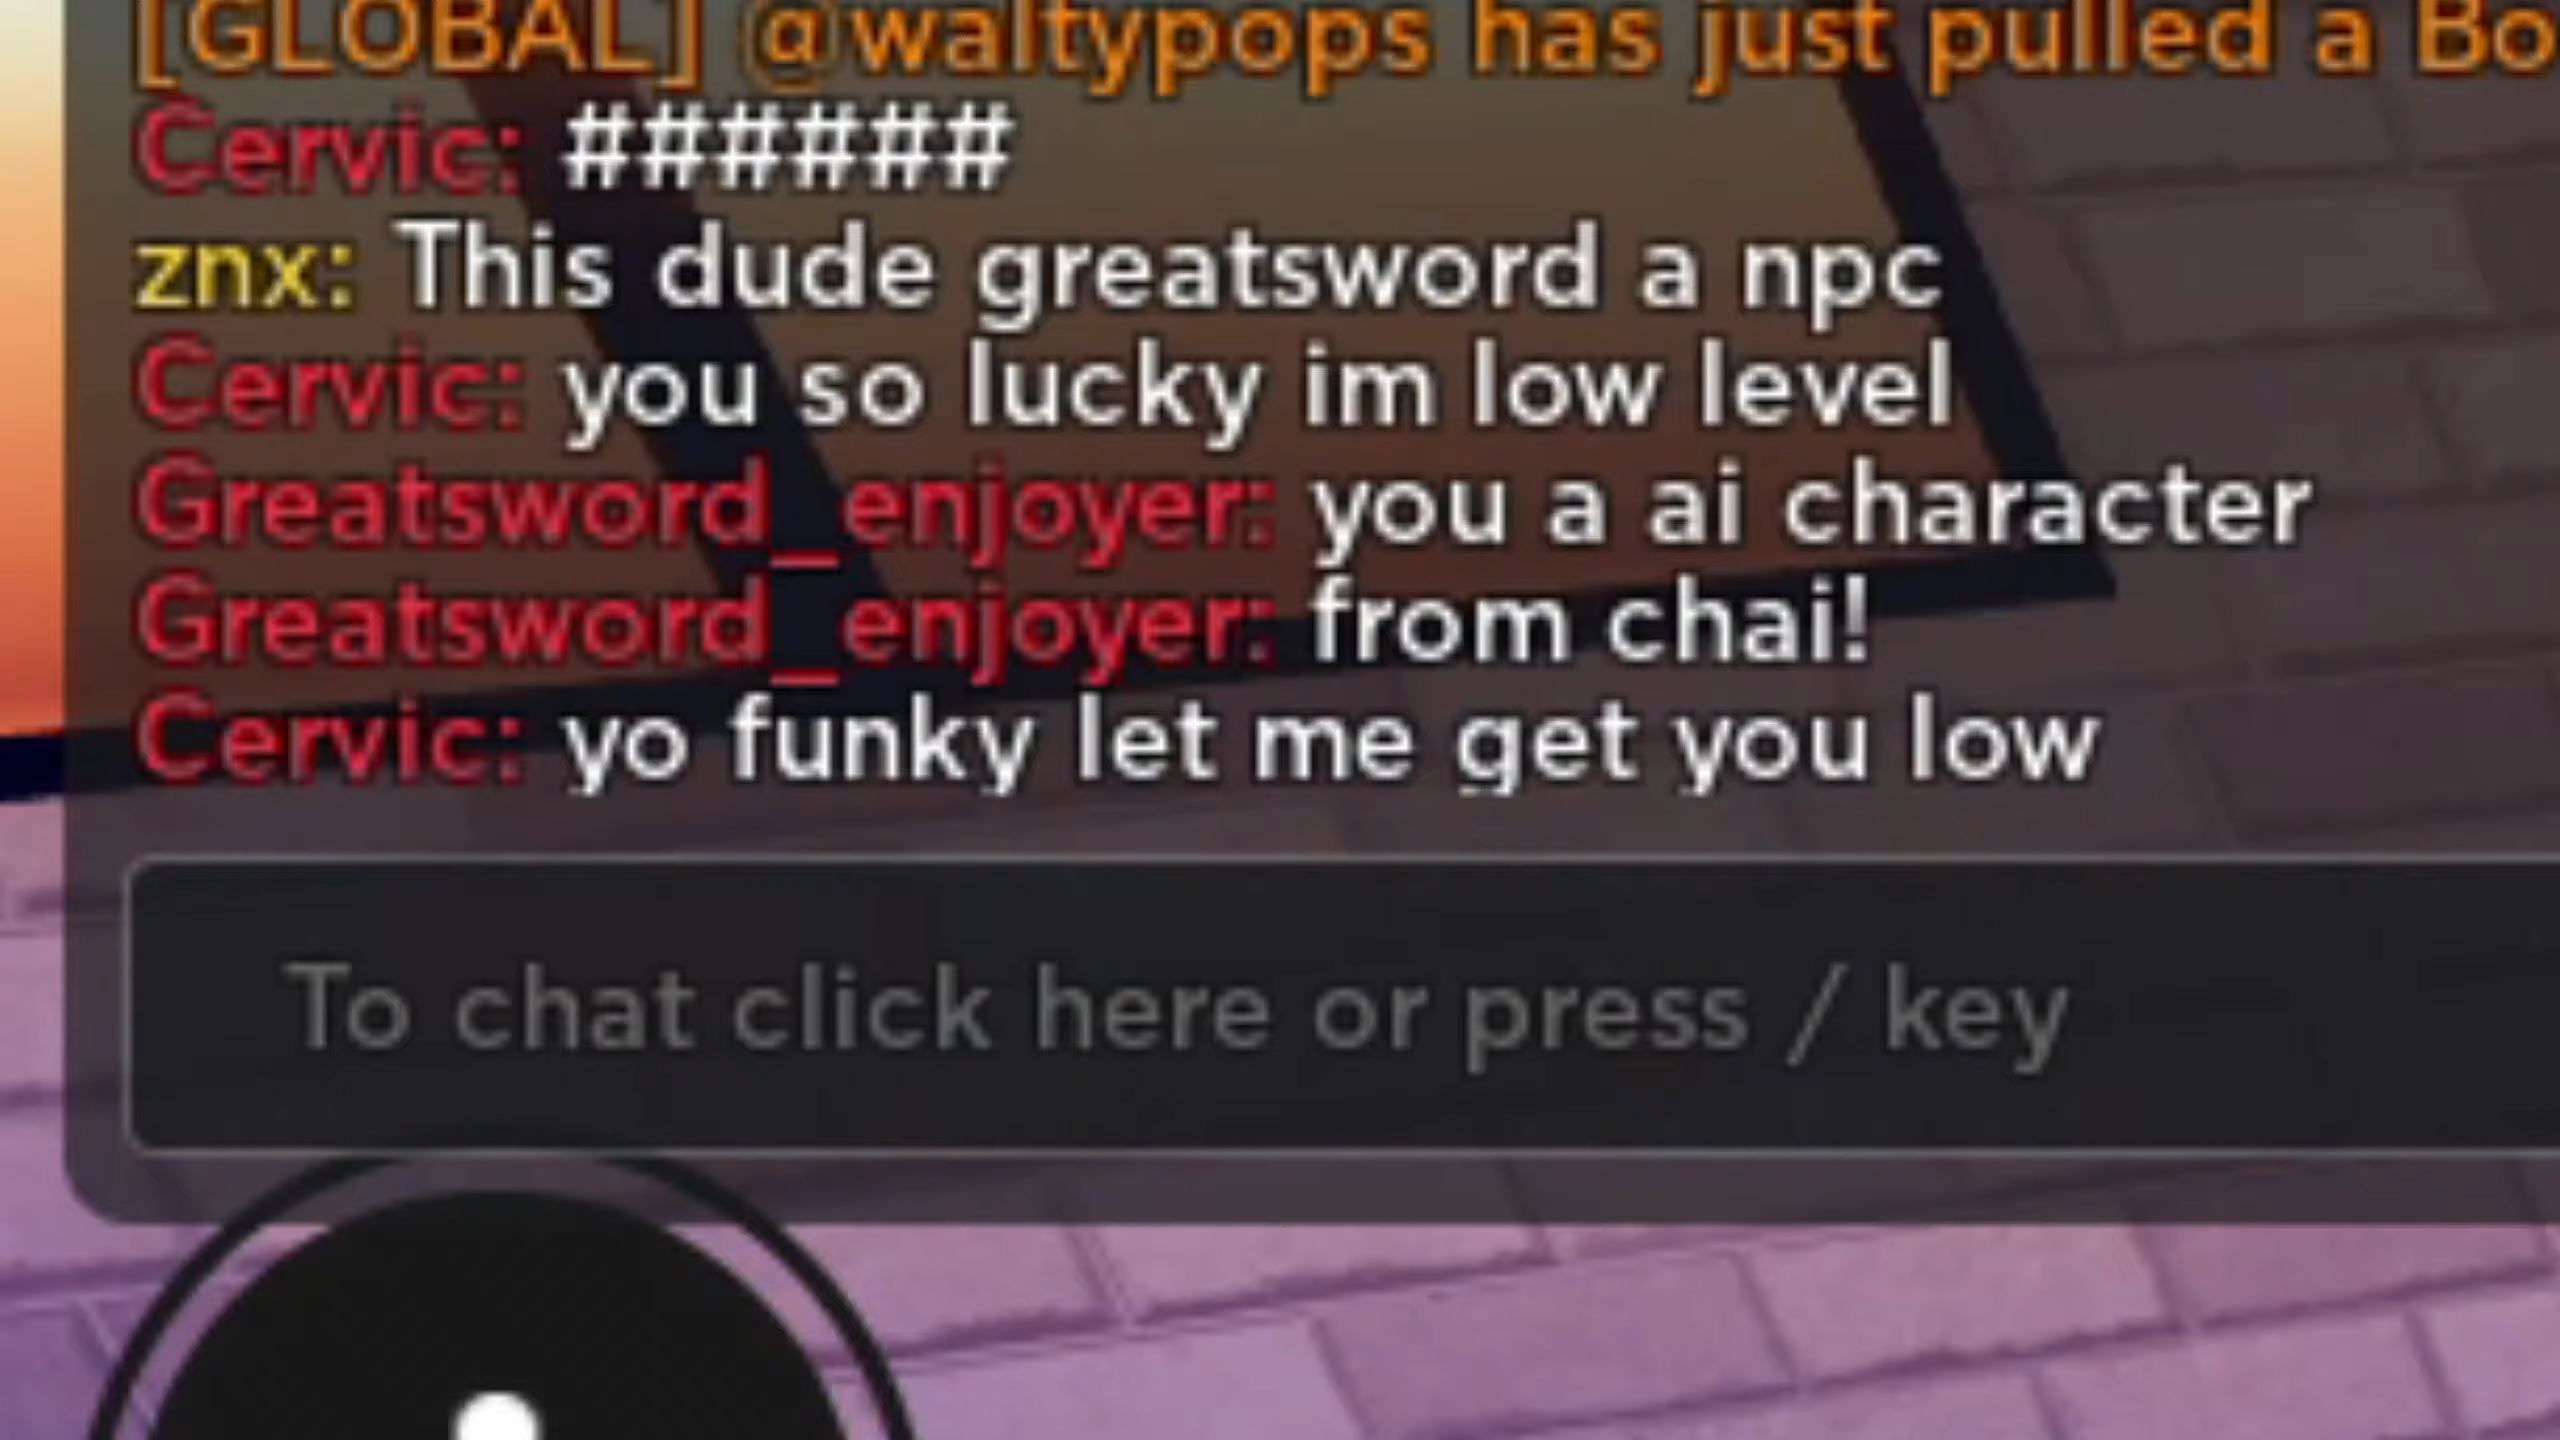 [GLOBAL] @waltypops has just pulled a Bo
Cervic: ######
znx: This dude greatsword a npc
Cervic: you so lucky im low level
Greatsword_enjoyer: you a ai character
Greatsword_enjoyer: from chai!
Cervic: yo funky let me get you low
To chat click here or press / key